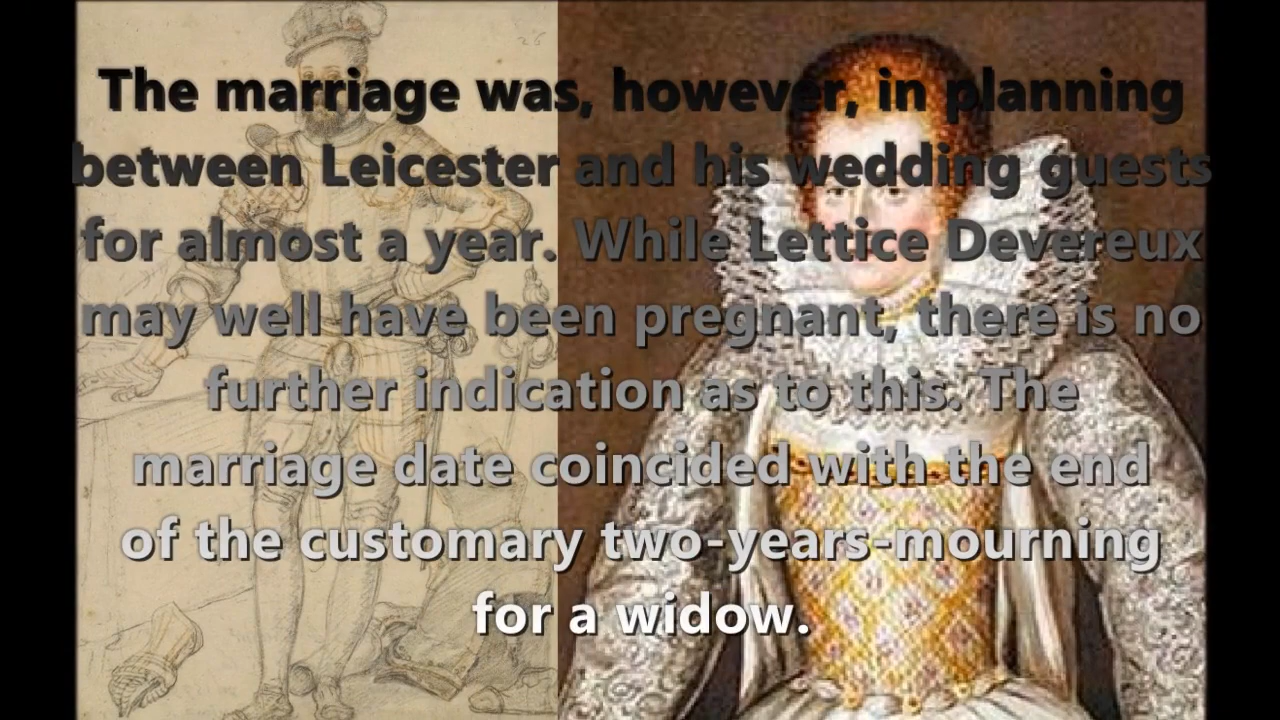 The marriage was, however, in planning
between Leicester and his wedding guests
for almost a year. While Lettice Devereux
may well have been pregnant, there is no
further indication as to this. The
marriage date coincided with the end
of the customary two-years-mourning
for a widow.